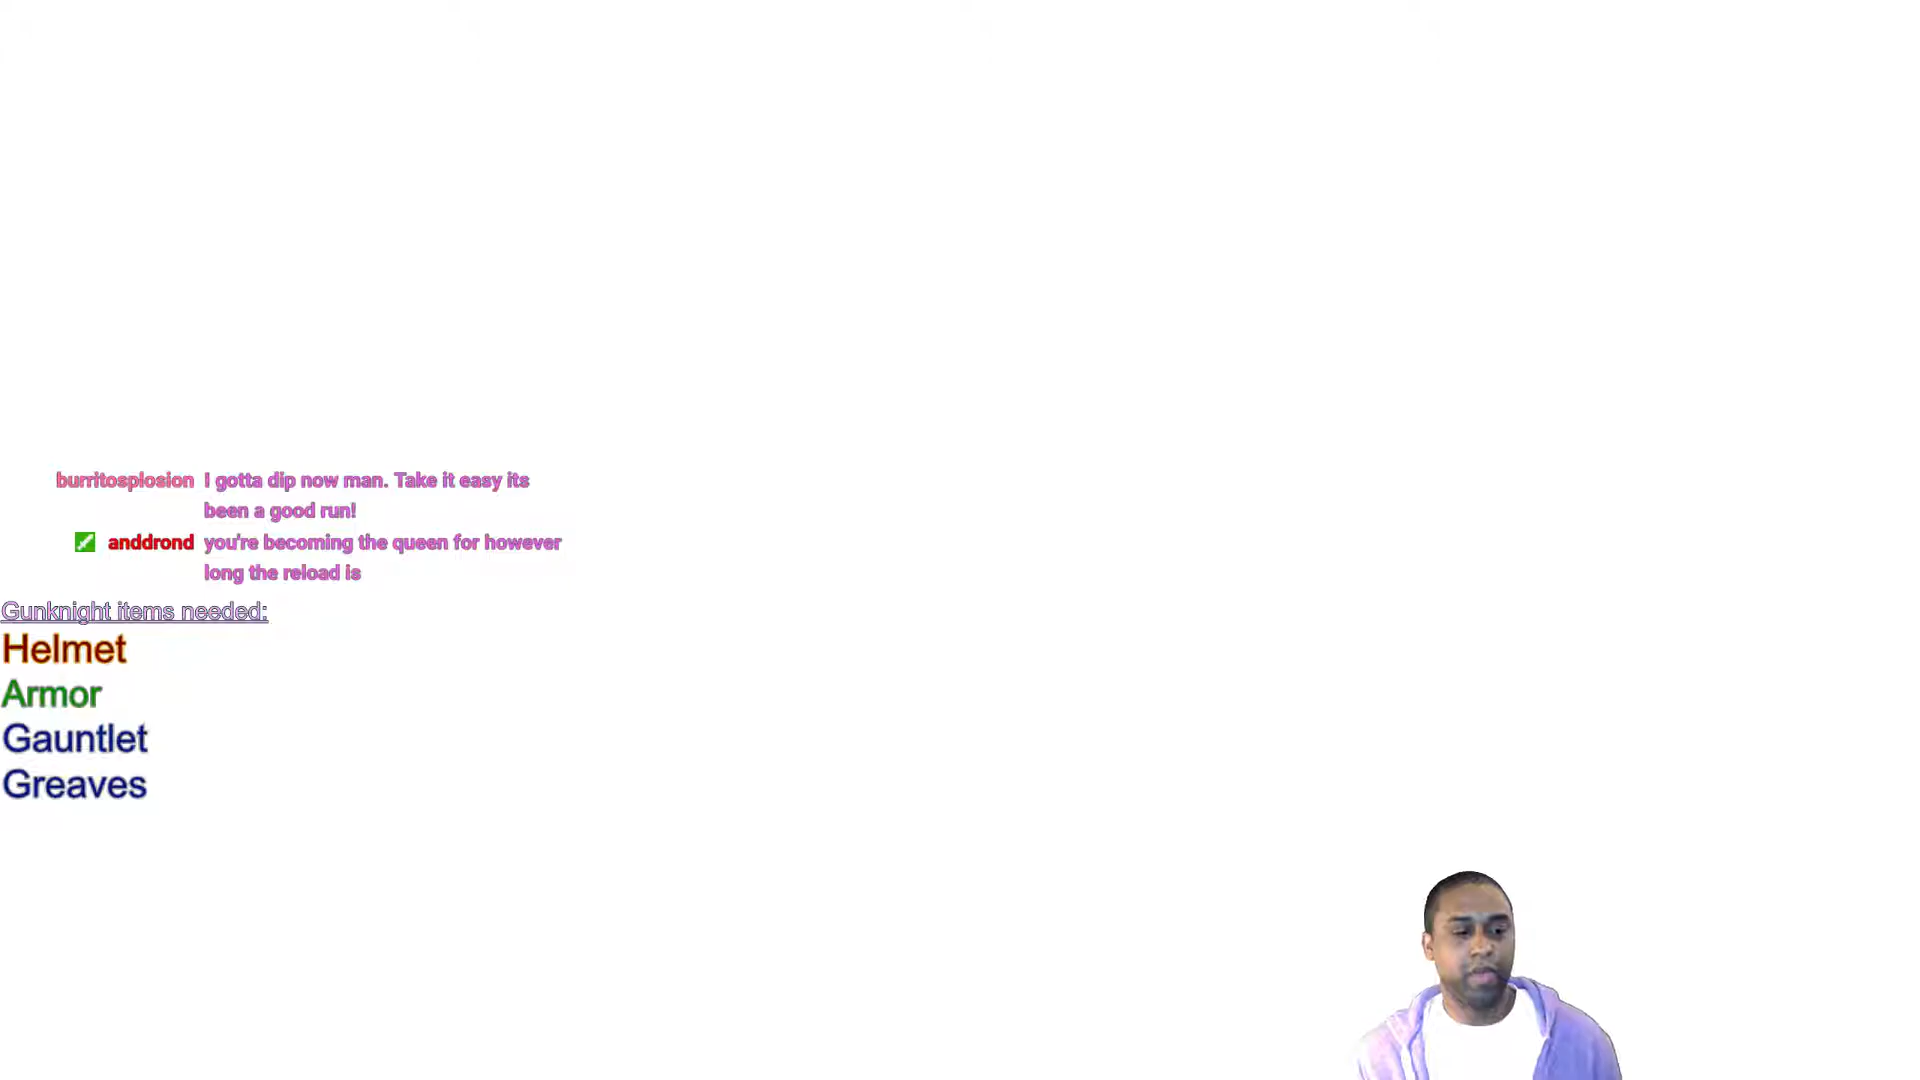 burritosplosion I gotta dip now man. Take it easy its
been a good run!
anddrond you're becoming the queen for however
long the reload is
Gunknight items needed:
Helmet
Armor
Gauntlet
Greaves